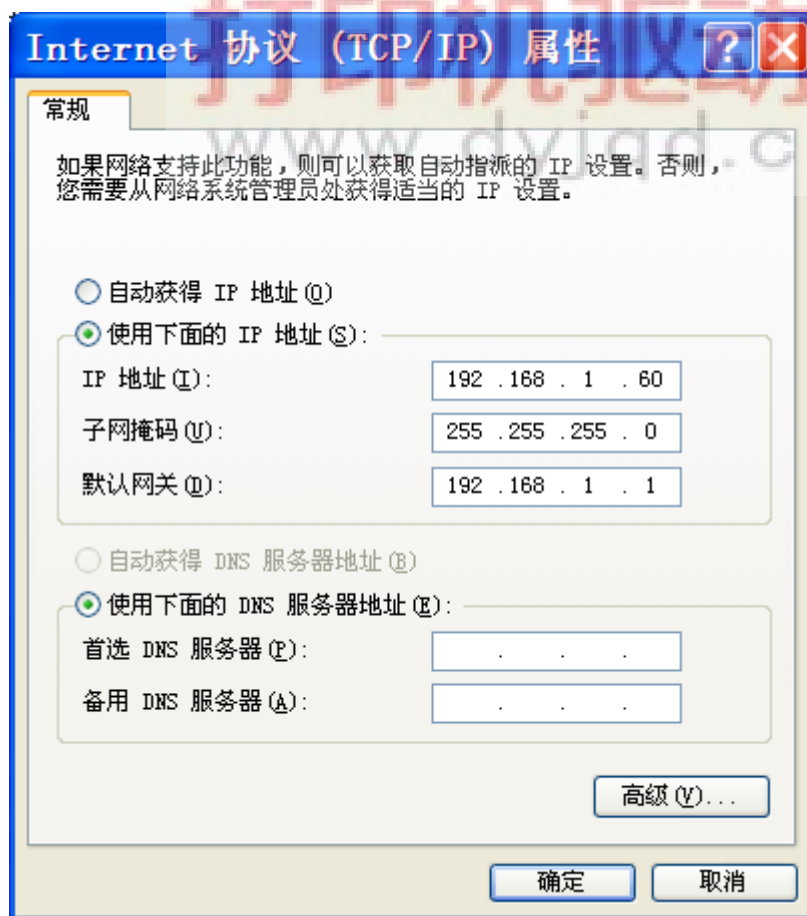 打印机驱动
www.dyjqd.c
Internet 协议 (TCP/IP) 属性
常规
如果网络支持此功能，则可以获取自动指派的 IP 设置。否则，
您需要从网络系统管理员处获得适当的 IP 设置。
自动获得 IP 地址(O)
使用下面的 IP 地址(S):
IP 地址(I): 192 .168 . 1 . 60
子网掩码(U): 255 .255 .255 . 0
默认网关(D): 192 .168 . 1 . 1
自动获得 DNS 服务器地址(B)
使用下面的 DNS 服务器地址(E):
首选 DNS 服务器(P): . . .
备用 DNS 服务器(A): . . .
高级(V)...
确定 取消